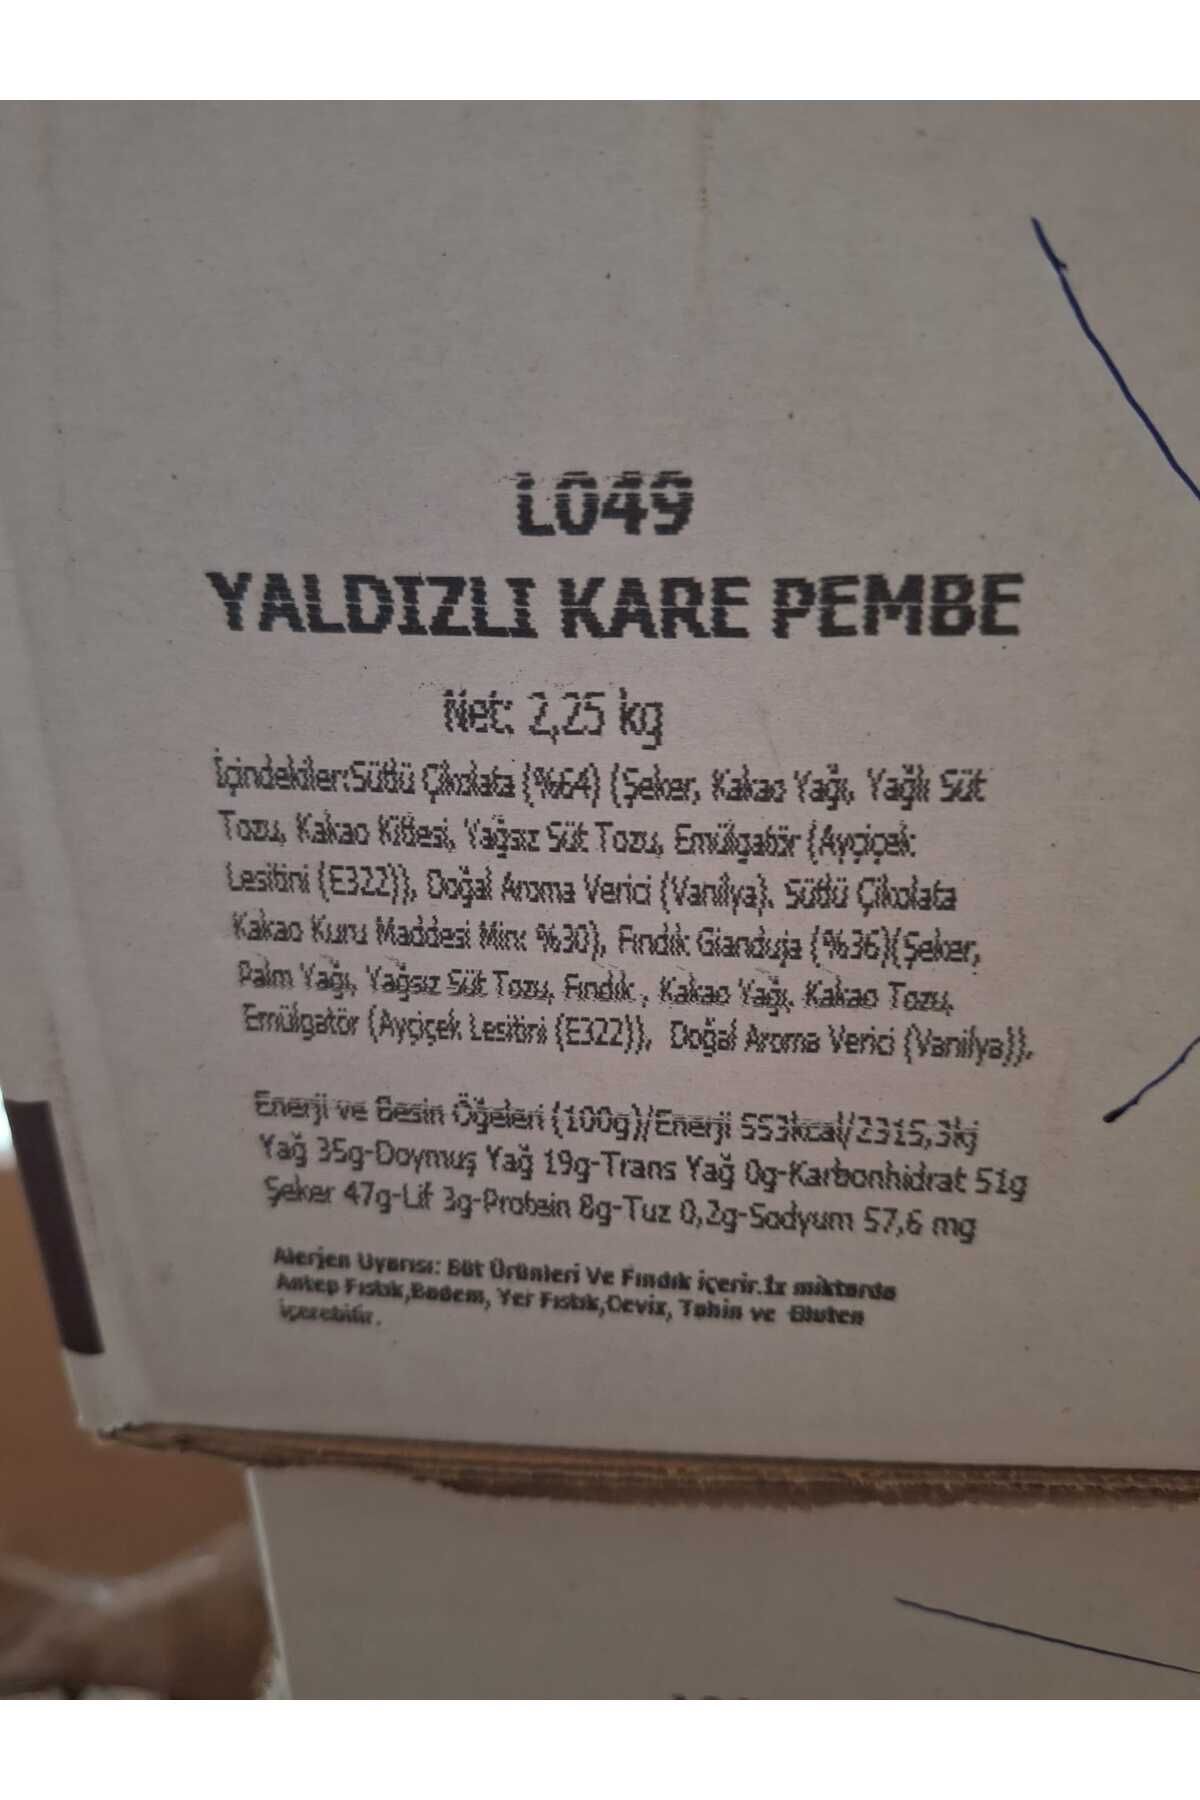 L049
YALDIZLI KARE PEMBE
Net: 2,25 kg
İçindekiler:Sütlü Çikolata (%64) (Şeker, Kakao Yağı, Yağlı Süt
Tozu, Kakao Kitlesi, Yağsız Süt Tozu, Emülgatör (Ayçiçek
Lesitini (E322)), Doğal Aroma Verici (Vanilya). Sütlü Çikolata
Kakao Kuru Maddesi Min: %30), Fındık Gianduja (%36)(Şeker,
Palm Yağı, Yağsız Süt Tozu, Fındık , Kakao Yağı, Kakao Tozu,
Emülgatör (Ayçiçek Lesitini (E322)), Doğal Aroma Verici (Vanilya)),
Enerji ve Besin Öğeleri (100g)/Enerji 553kcal/2315,3kj
Yağ 35g-Doymuş Yağ 19g-Trans Yağ 0g-Karbonhidrat 51g
Şeker 47g-Lif 3g-Protein 8g-Tuz 0,2g-Sodyum 57,6 mg
Alerjen Uyarısı: Süt Ürünleri Ve Fındık içerir.İz miktarda
Antep Fıstık,Badem, Yer Fıstık,Ceviz, Tahin ve Gluten
içerebilir.